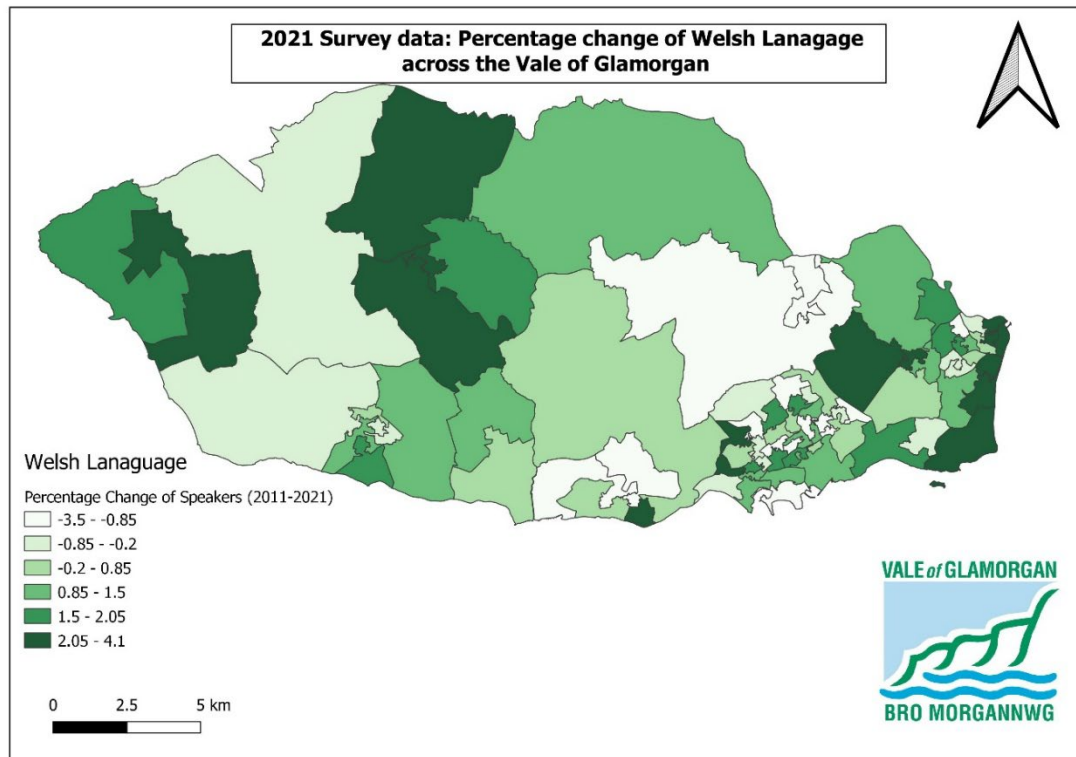 2021 Survey data: Percentage change of Welsh Lanagage
across the Vale of Glamorgan
Welsh Lanaguage
Percentage Change of Speakers (2011-2021)
-3.5 - -0.85
-0.85 - -0.2
-0.2 - 0.85
0.85 - 1.5
1.5 - 2.05
2.05 - 4.1
0 2.5 5 km
VALE of GLAMORGAN
BRO MORGANNWG